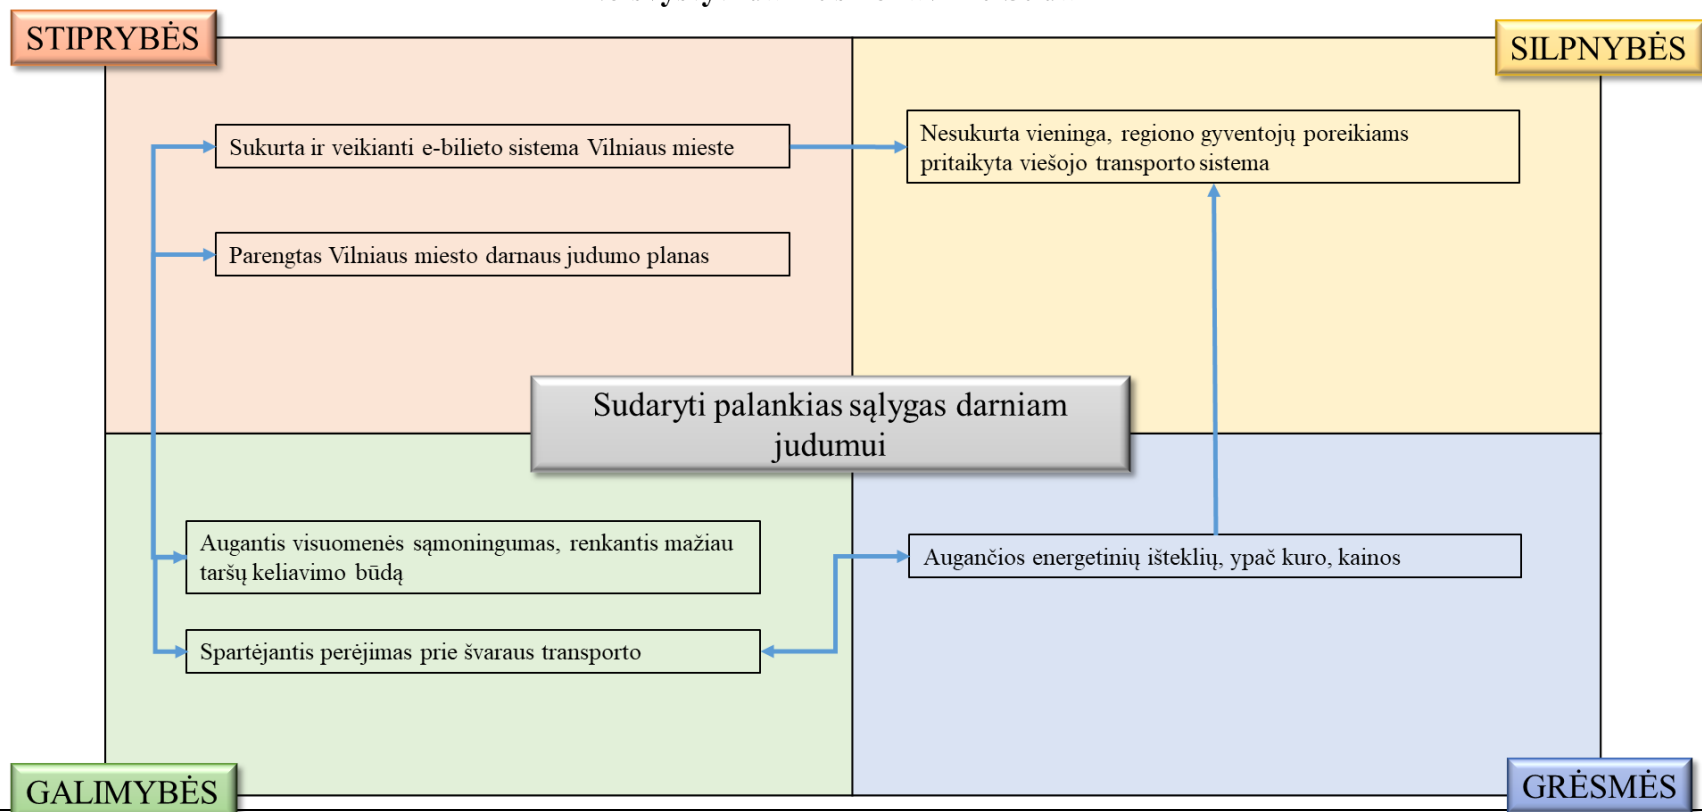 STIPRYBĖS
SILPNYBĖS
Sukurta ir veikianti e-bilieto sistema Vilniaus mieste
Nesukurta vieninga, regiono gyventojų poreikiams
pritaikyta viešojo transporto sistema
Parengtas Vilniaus miesto darnaus judumo planas
Sudaryti palankias sąlygas darniam
judumui
Augantis visuomenės sąmoningumas, renkantis mažiau
taršų keliavimo būdą
Augančios energetinių išteklių, ypač kuro, kainos
Spartėjantis perėjimas prie švaraus transporto
GALIMYBĖS
GRĖSMĖS